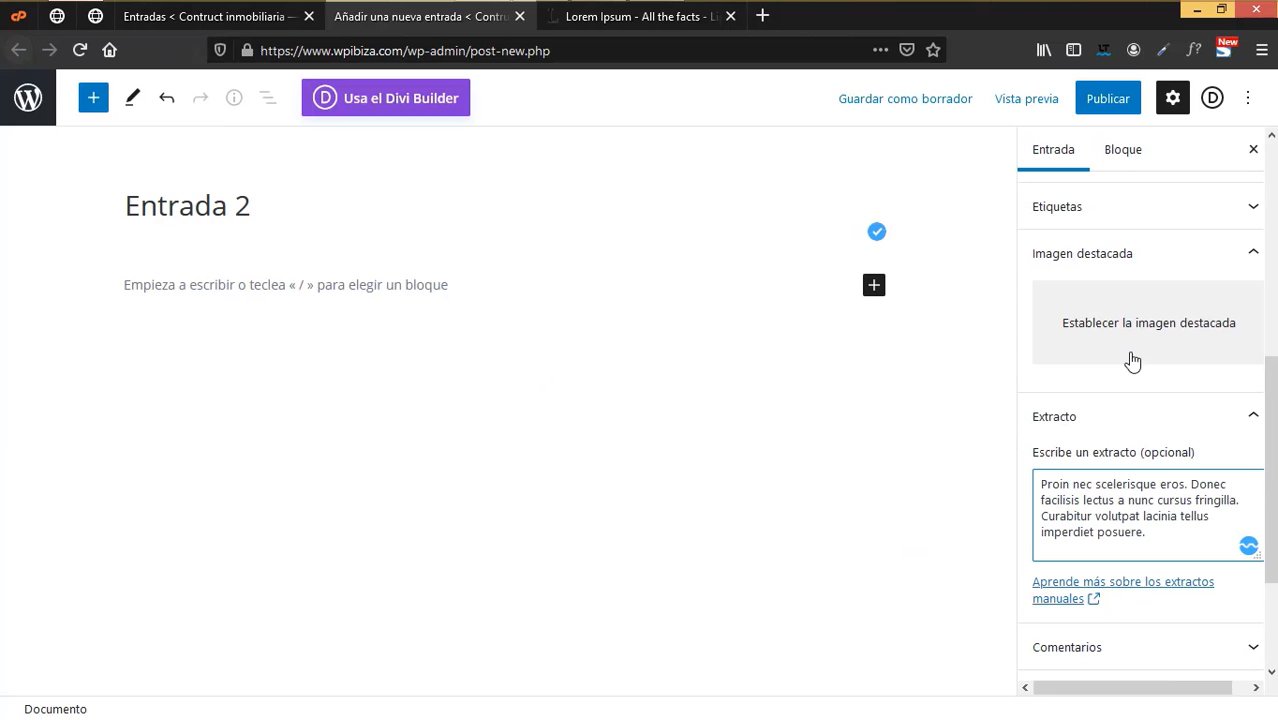 Entradas < Contruct inmobiliaria —
Añadir una nueva entrada < Contru
Lorem Ipsum - All the facts - Li
https://www.wpibiza.com/wp-admin/post-new.php
New
Usa el Divi Builder
Guardar como borrador
Vista previa
Publicar
Entrada
Bloque
Entrada 2
Empieza a escribir o teclea « / » para elegir un bloque
Etiquetas
Imagen destacada
Establecer la imagen destacada
Extracto
Escribe un extracto (opcional)
Proin nec scelerisque eros. Donec
facilisis lectus a nunc cursus fringilla.
Curabitur volutpat lacinia tellus
imperdiet posuere.
Aprende más sobre los extractos
manuales
Comentarios
Documento